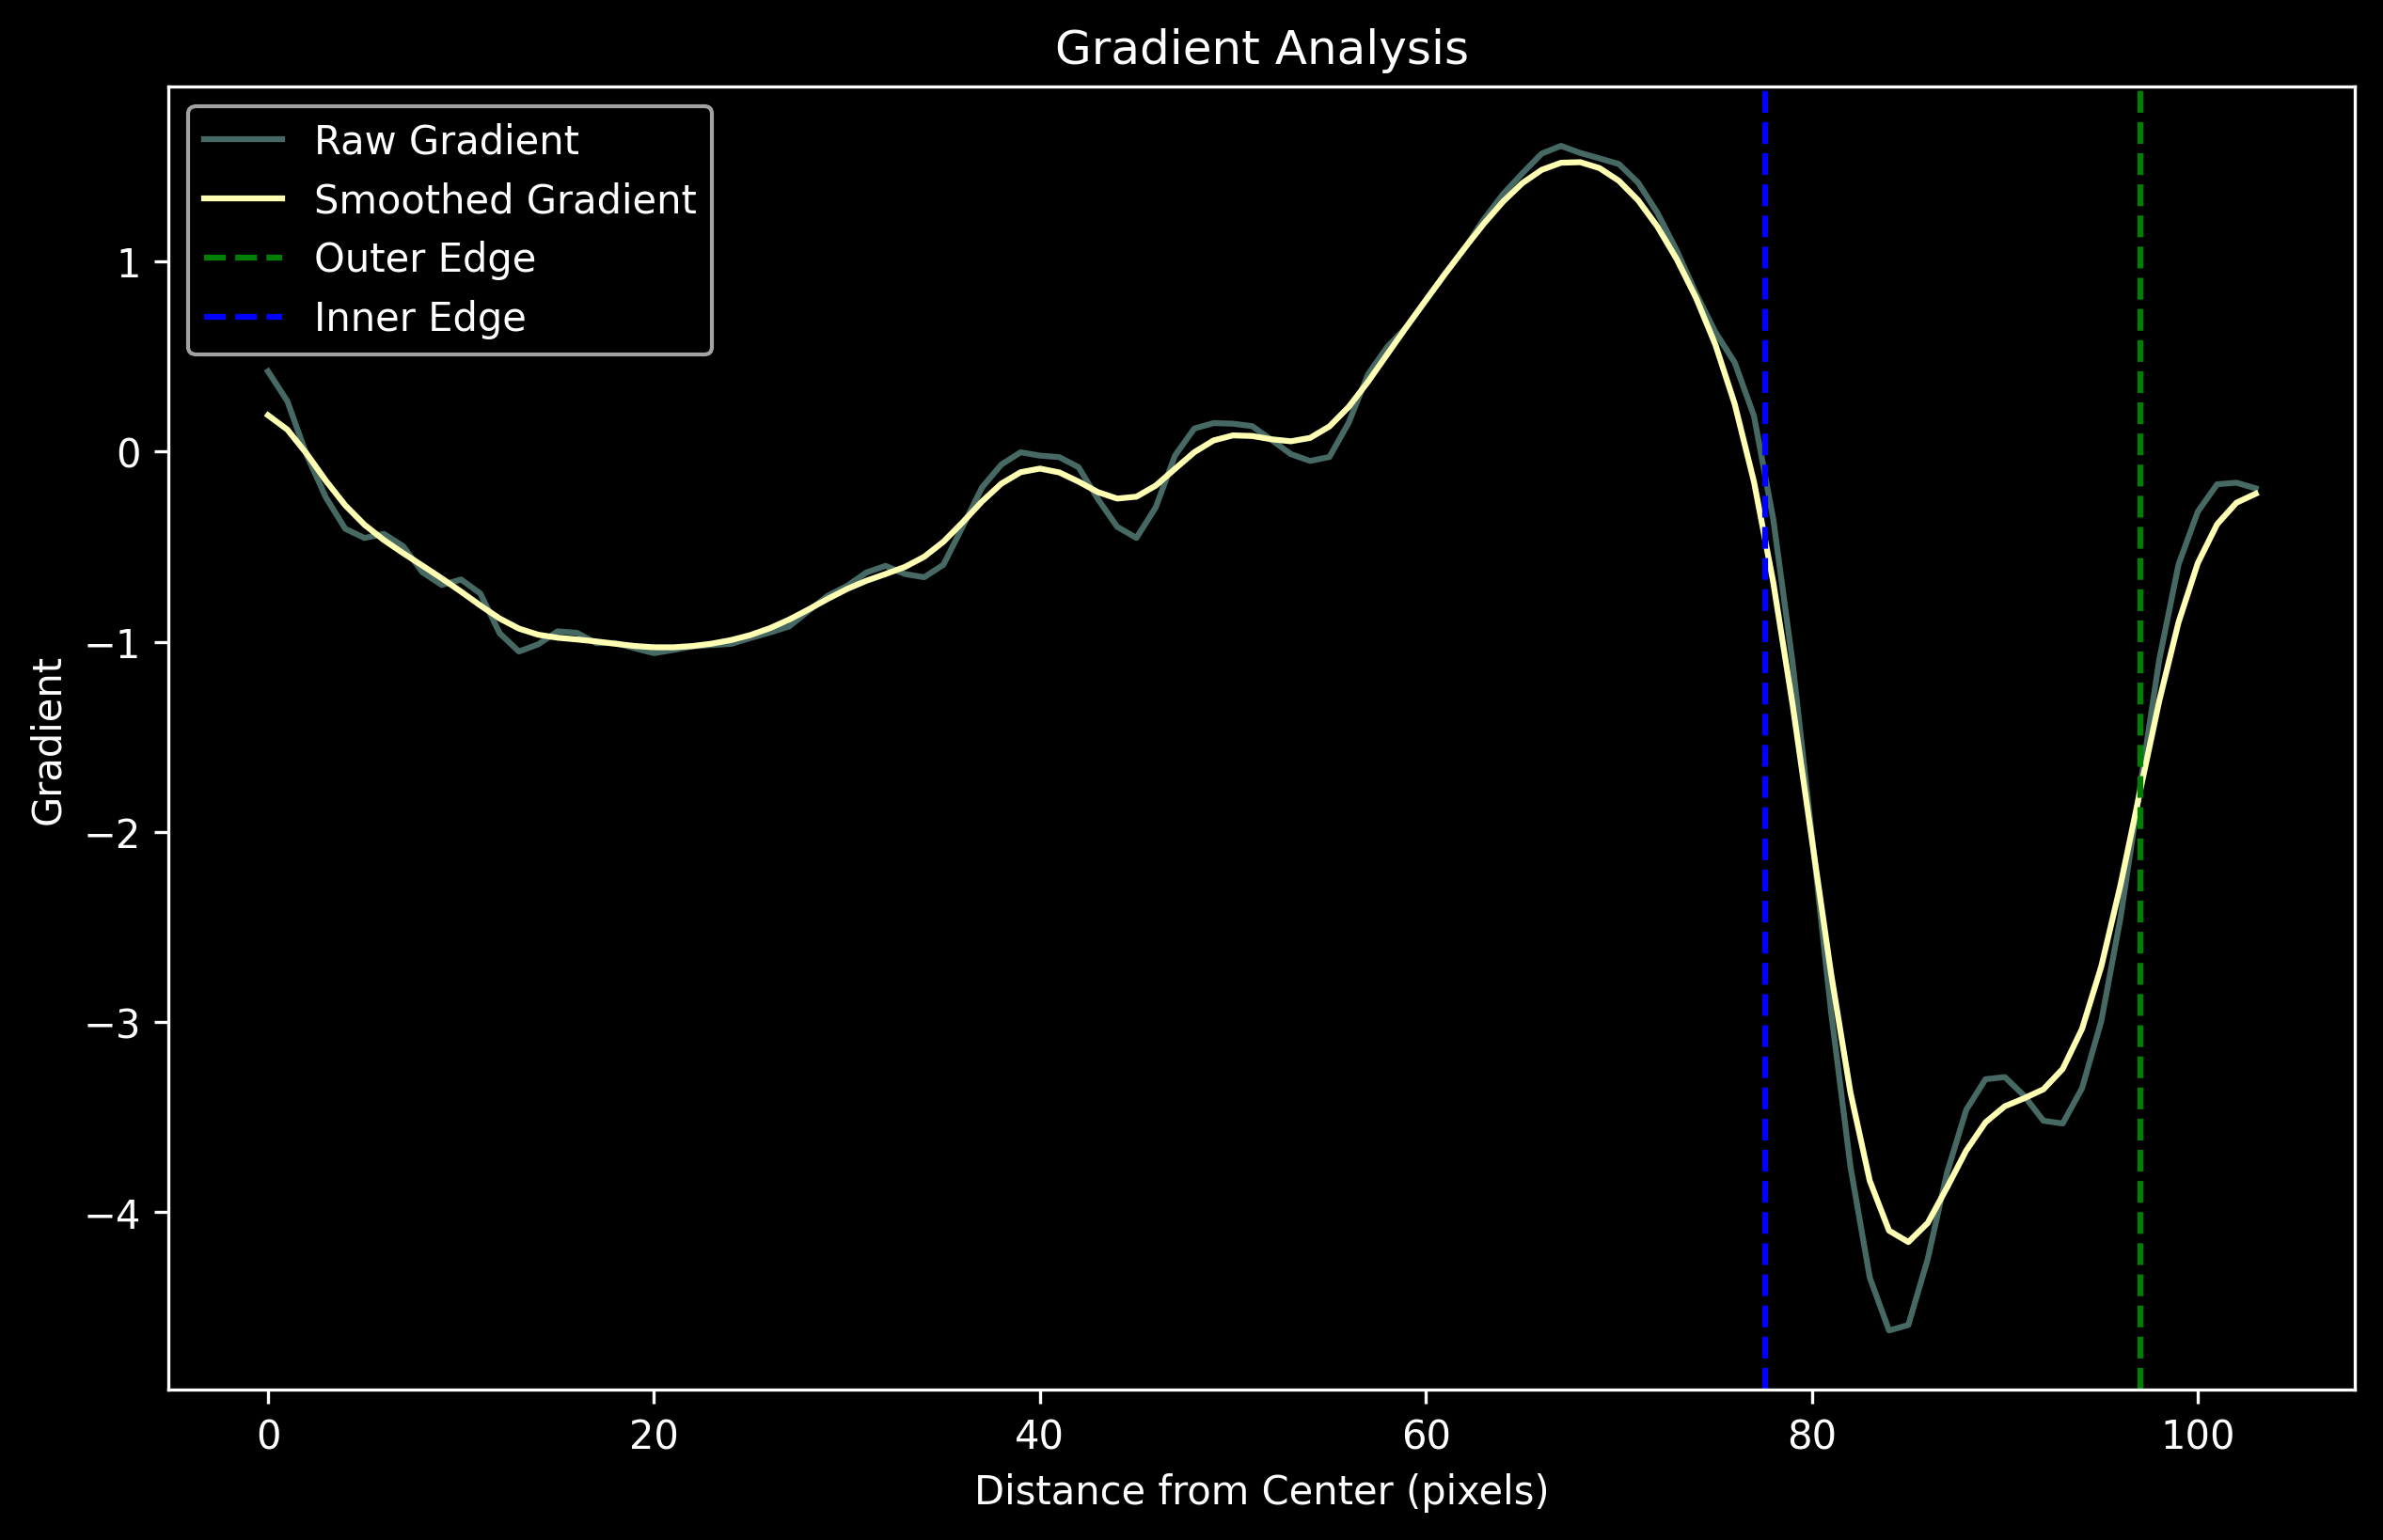 Gradient Analysis
Raw Gradient
Smoothed Gradient
Outer Edge
Inner Edge
Gradient
1
0
−1
−2
−3
−4
0 20 40 60 80 100
Distance from Center (pixels)